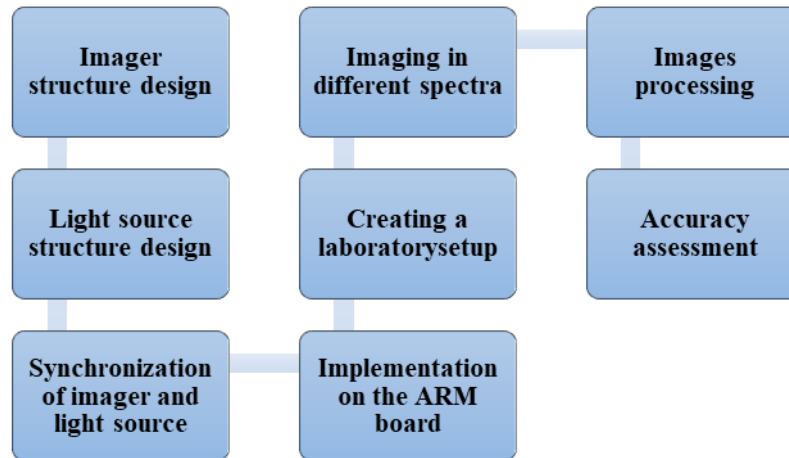 Imager
structure design
Light source
structure design
Synchronization
of imager and
light source
Implementation
on the ARM
board
Creating a
laboratorysetup
Imaging in
different spectra
Images
processing
Accuracy
assessment